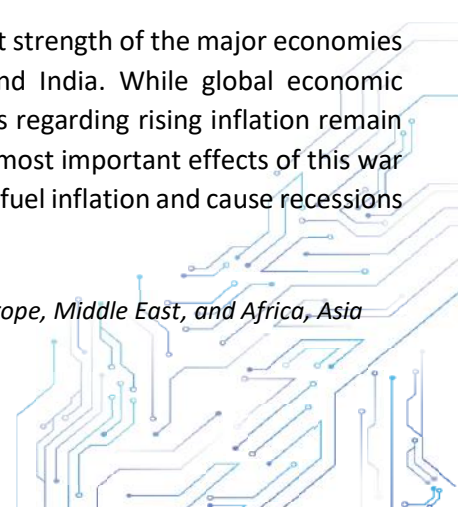 strength of the major economies
nd India. While global economic
s regarding rising inflation remain
most important effects of this war
fuel inflation and cause recessions
rope, Middle East, and Africa, Asia